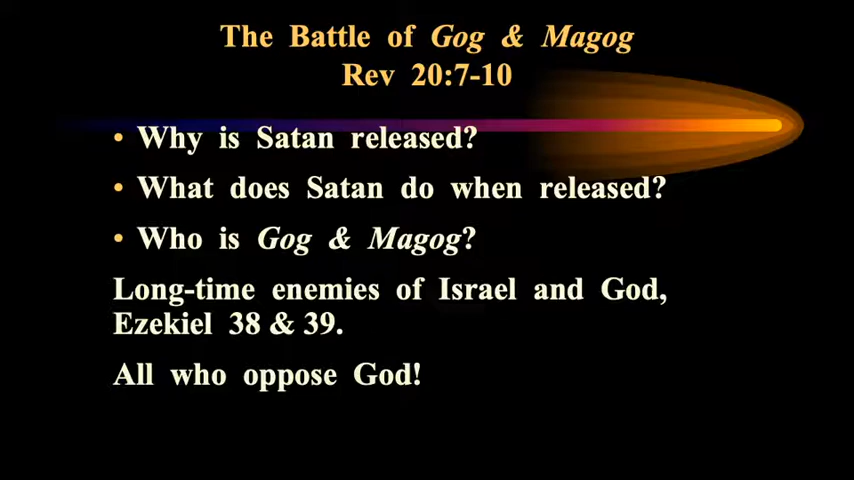 The Battle of Gog & Magog
Rev 20:7-10
• Why is Satan released?
• What does Satan do when released?
• Who is Gog & Magog?
Long-time enemies of Israel and God,
Ezekiel 38 & 39.
All who oppose God!